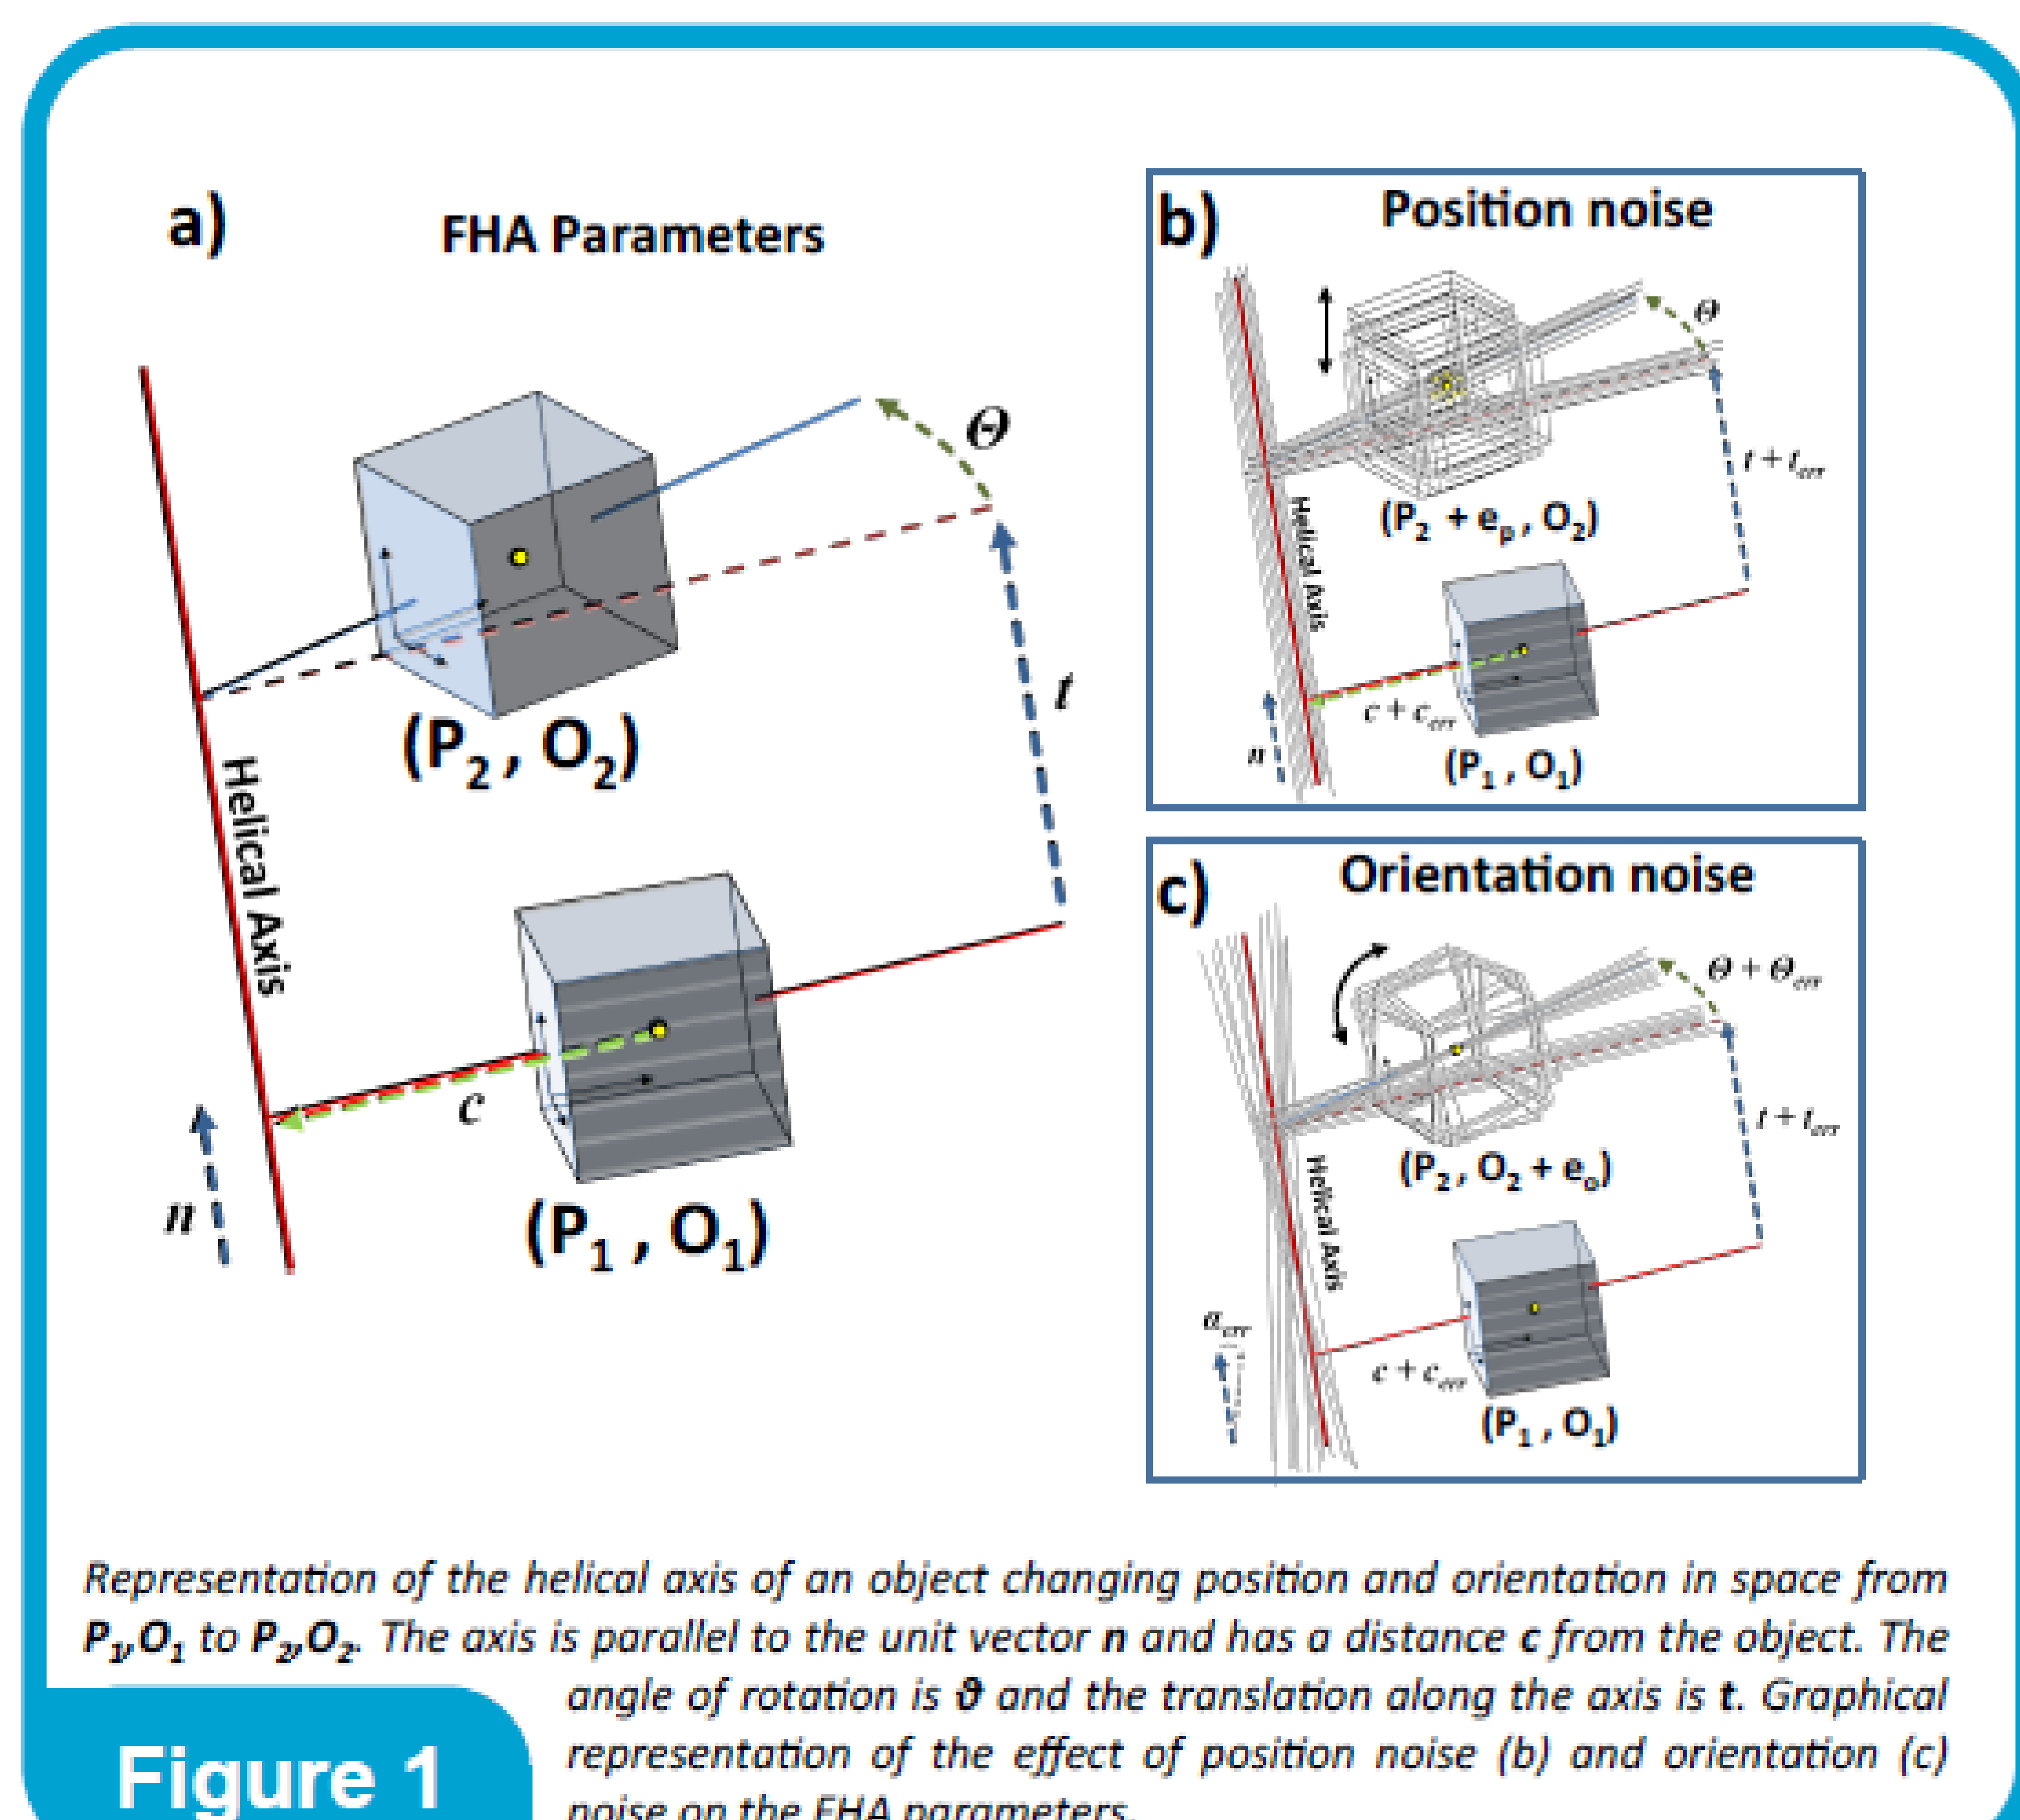 a)
FHA Parameters
Θ
t
(P2 , O2)
Helical Axis
c
n
(P1 , O1)
b)
Position noise
Θ
t + terr
(P2 + ep , O2)
Helical Axis
c + cerr
n
(P1 , O1)
c)
Orientation noise
Θ + Θerr
t + terr
(P2 , O2 + eo)
Helical Axis
αerr
c + cerr
(P1 , O1)
Representation of the helical axis of an object changing position and orientation in space from
P1,O1 to P2,O2. The axis is parallel to the unit vector n and has a distance c from the object. The
angle of rotation is ϑ and the translation along the axis is t. Graphical
representation of the effect of position noise (b) and orientation (c)
noise on the FHA parameters.
Figure 1